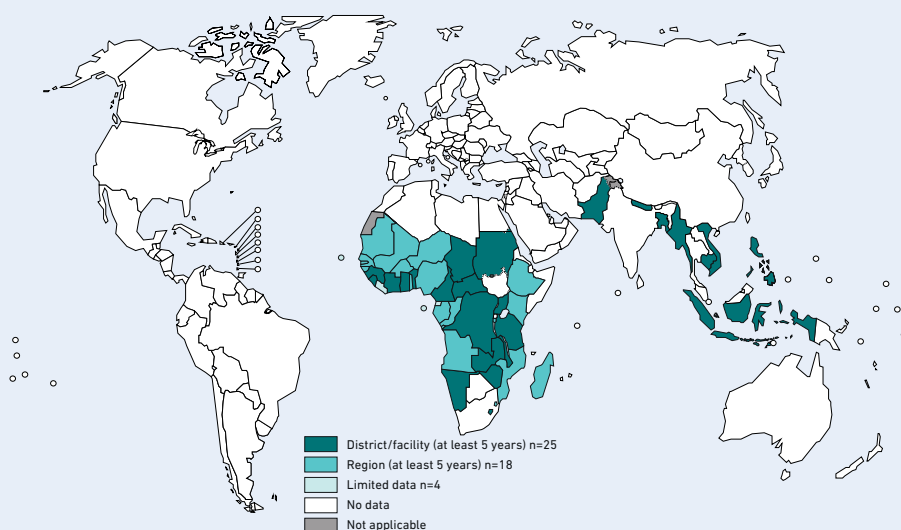 District/facility (at least 5 years) n=25
Region (at least 5 years) n=18
Limited data n=4
No data
Not applicable